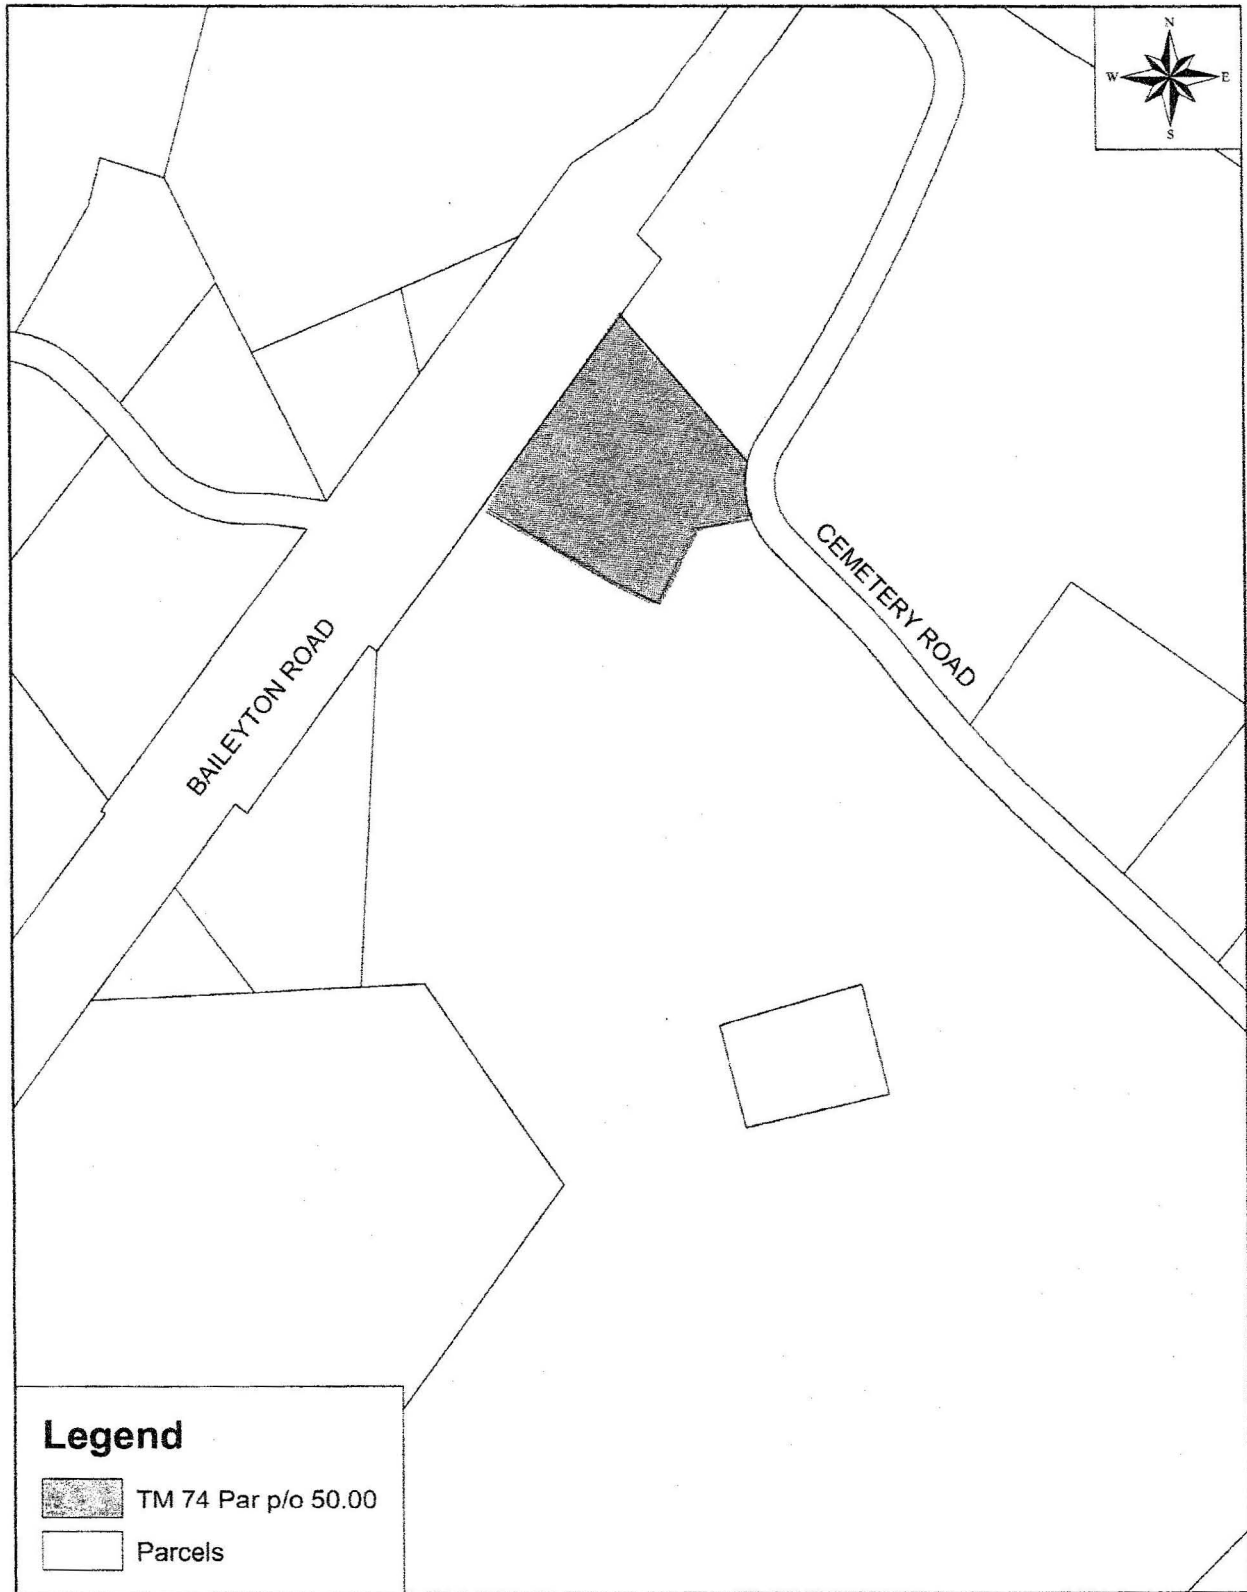 N
W E
S
CEMETERY ROAD
BAILEYTON ROAD
Legend
TM 74 Par p/o 50.00
Parcels